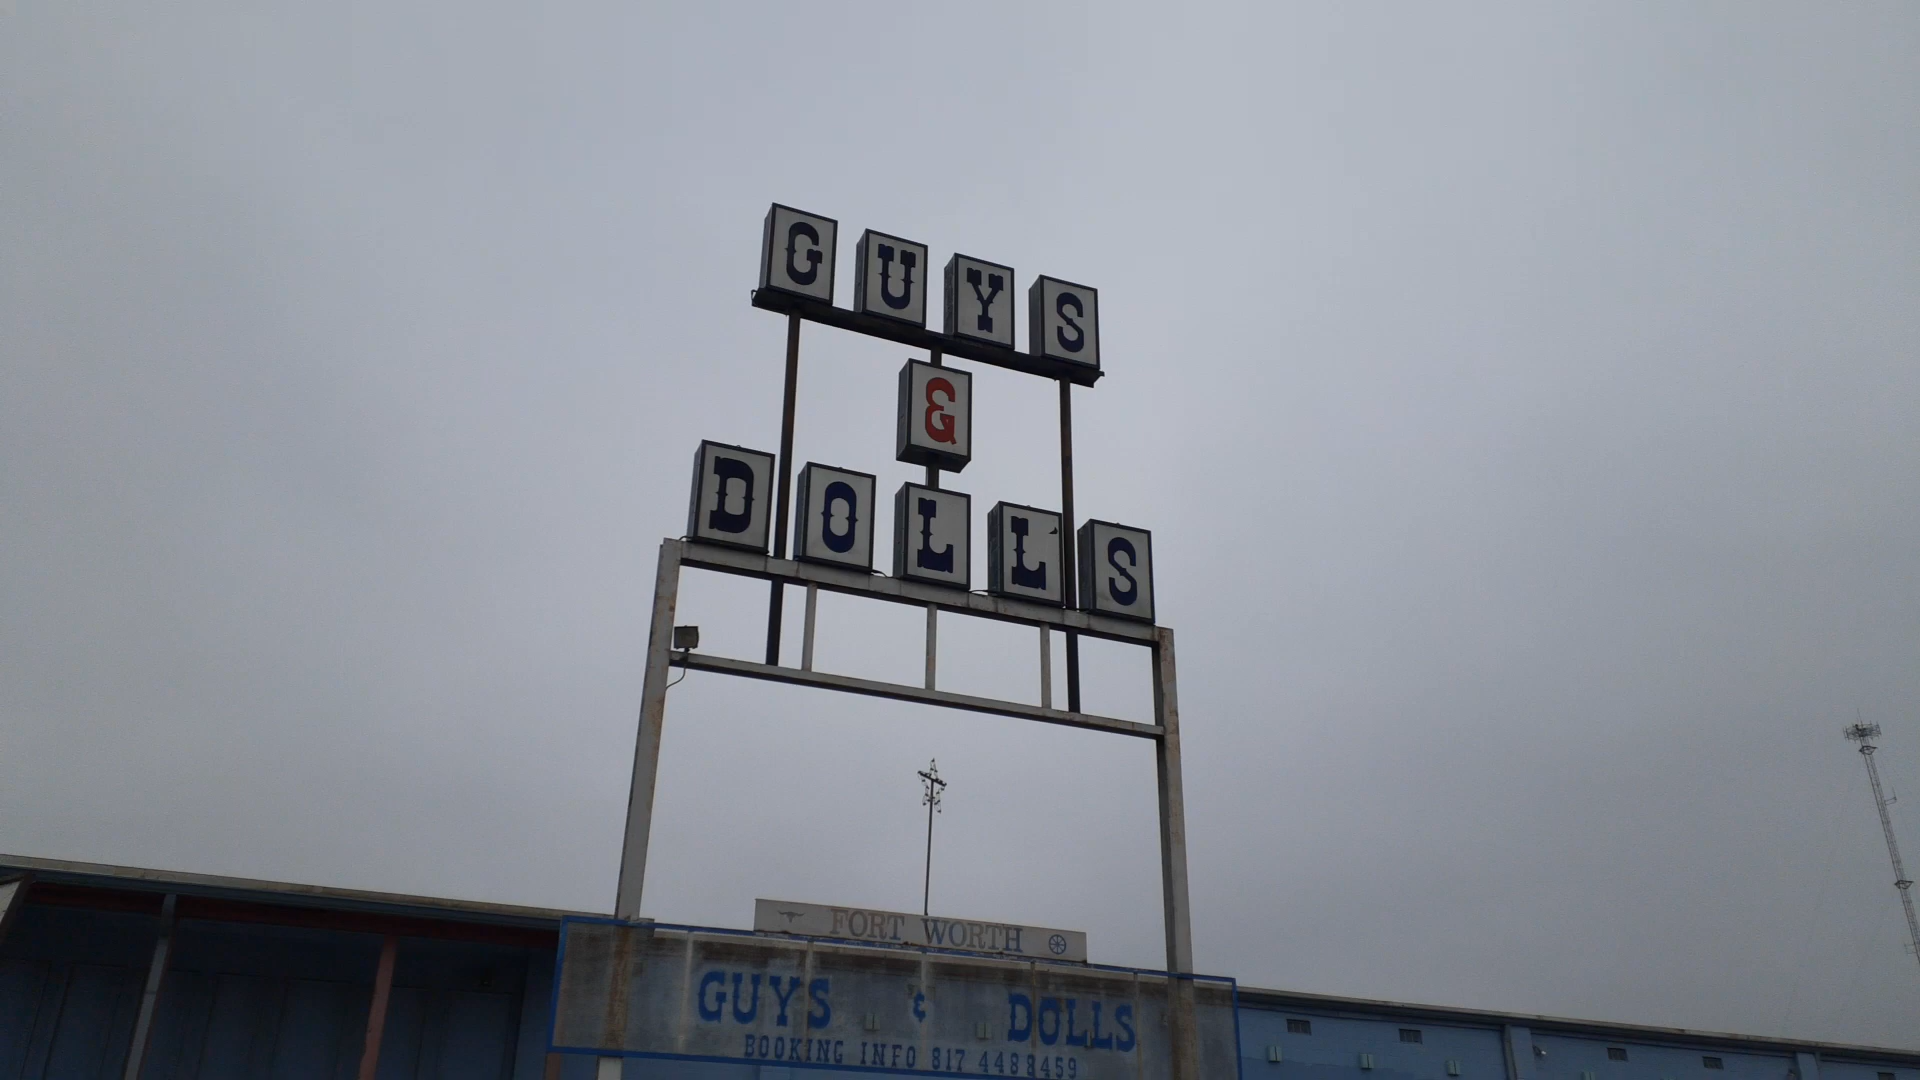 GUYS
&
DOLLS
FORT WORTH
GUYS & DOLLS
BOOKING INFO 817 4488459